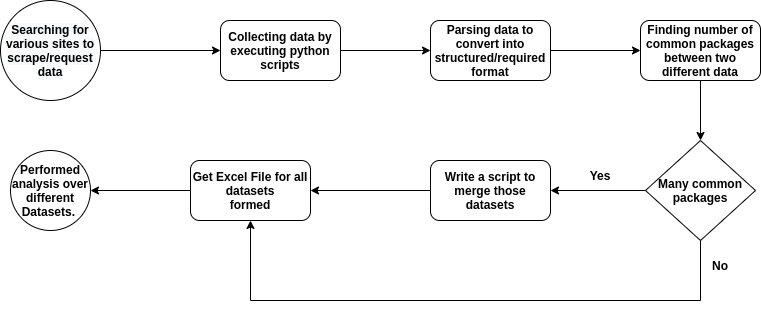 Searching for
various sites to
scrape/request
data
Collecting data by
executing python
scripts
Parsing data to
convert into
structured/required
format
Finding number of
common packages
between two
different data
Many common
packages
Yes
No
Write a script to
merge those
datasets
Get Excel File for all
datasets
formed
Performed
analysis over
different
Datasets.